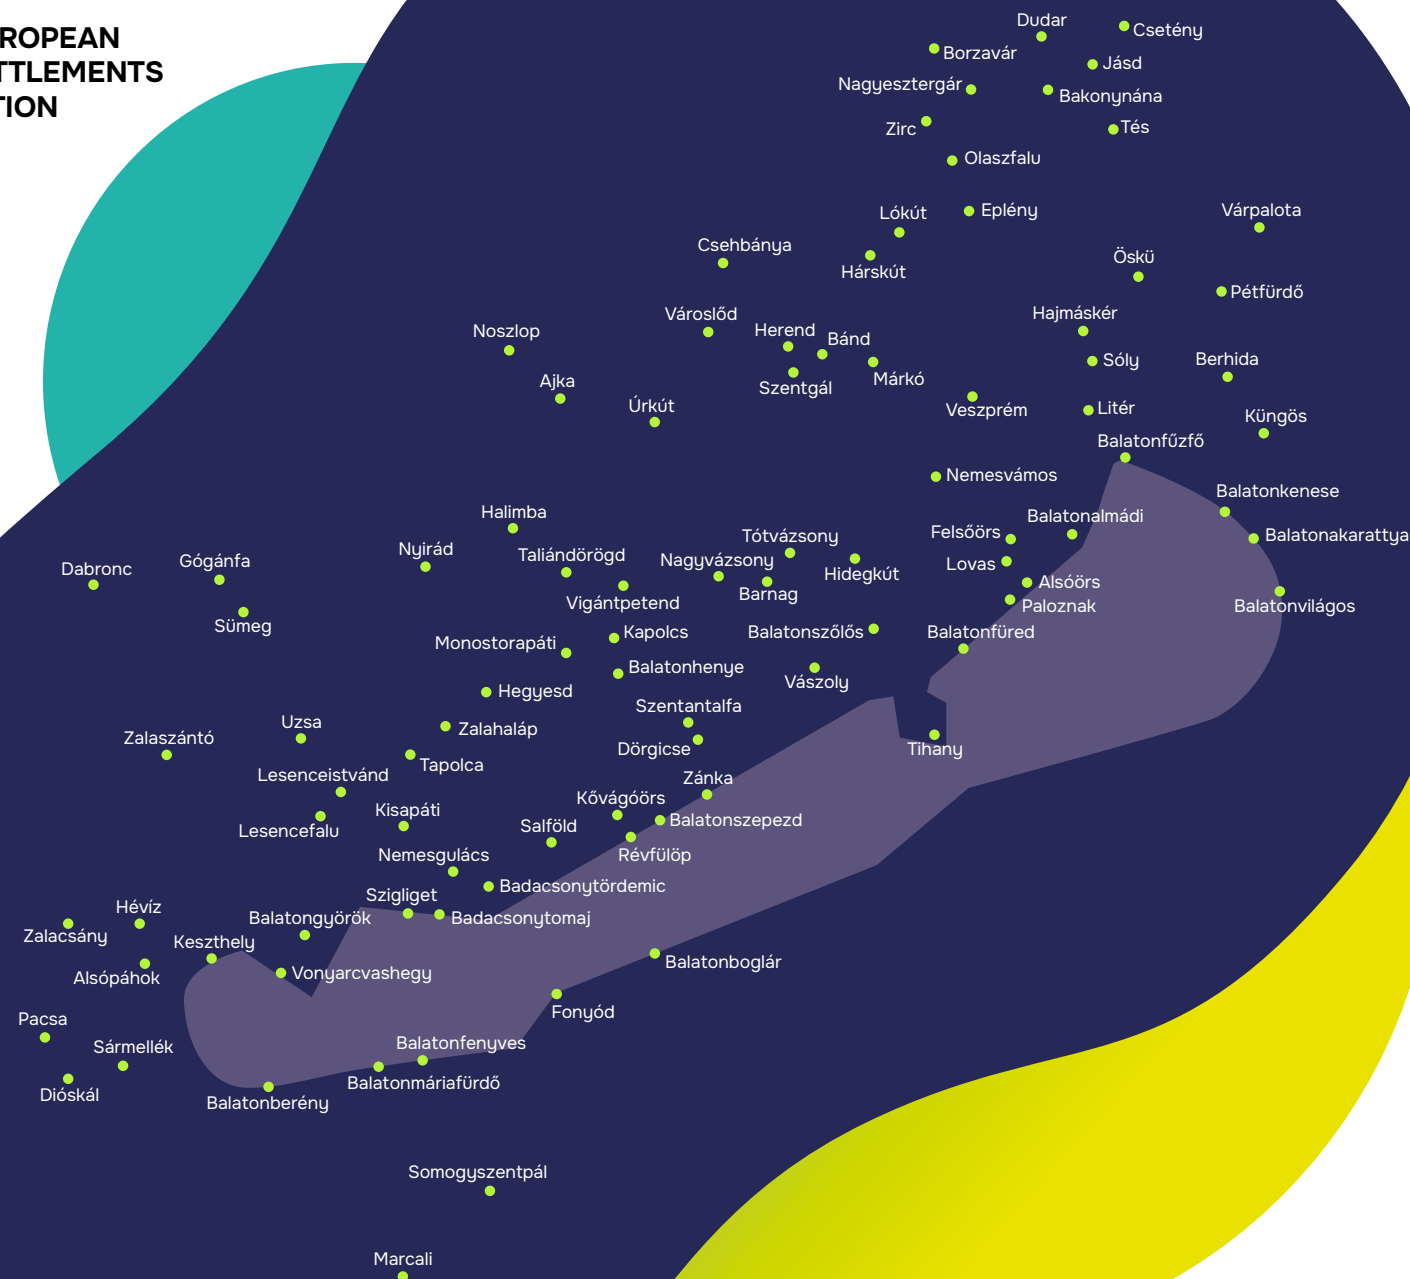 ROPEAN
TTLEMENTS
TION
Dudar
Csetény
Borzavár
Jásd
Nagyesztergár
Bakonynána
Zirc
Tés
Olaszfalu
Lókút
Eplény
Várpalota
Csehbánya
Hárskút
Öskü
Pétfürdő
Városlőd
Hajmáskér
Noszlop
Herend
Bánd
Sóly
Berhida
Ajka
Szentgál
Márkó
Úrkút
Veszprém
Litér
Küngös
Balatonfűzfő
Nemesvámos
Balatonkenese
Halimba
Balatonalmádi
Felsőörs
Tótvázsony
Balatonakarattya
Nyirád
Taliándörögd
Nagyvázsony
Gógánfa
Dabronc
Hidegkút
Lovas
Alsóörs
Barnag
Vigántpetend
Paloznak
Balatonvilágos
Sümeg
Kapolcs
Balatonszőlős
Balatonfüred
Monostorapáti
Balatonhenye
Vászoly
Hegyesd
Szentantalfa
Uzsa
Zalahaláp
Zalaszántó
Dörgicse
Tihany
Tapolca
Lesenceistvánd
Zánka
Kővágóörs
Kisapáti
Balatonszepezd
Salföld
Lesencefalu
Nemesgulács
Révfülöp
Badacsonytördemic
Szigliget
Hévíz
Balatongyörök
Badacsonytomaj
Zalacsány
Keszthely
Balatonboglár
Vonyarcvashegy
Alsópáhok
Fonyód
Pacsa
Balatonfenyves
Sármellék
Balatonmáriafürdő
Dióskál
Balatonberény
Somogyszentpál
Marcali